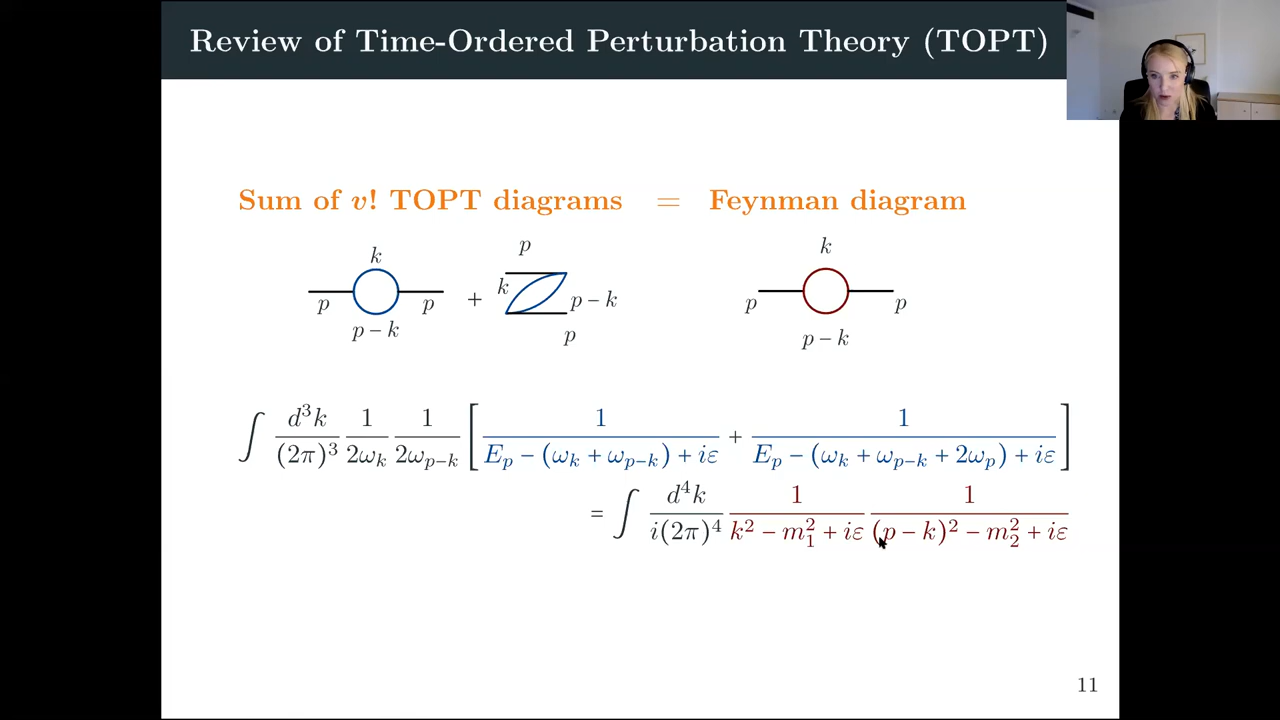 Review of Time-Ordered Perturbation Theory (TOPT)
Sum of v! TOPT diagrams = Feynman diagram
k p k
p p + k p − k p p
p − k p p − k
∫ d³k/(2π)³ 1/2ω_k 1/2ω_{p−k} [ 1/(E_p − (ω_k + ω_{p−k}) + iε) + 1/(E_p − (ω_k + ω_{p−k} + 2ω_p) + iε) ]
= ∫ d⁴k/i(2π)⁴ 1/(k² − m₁² + iε) 1/((p − k)² − m₂² + iε)
11